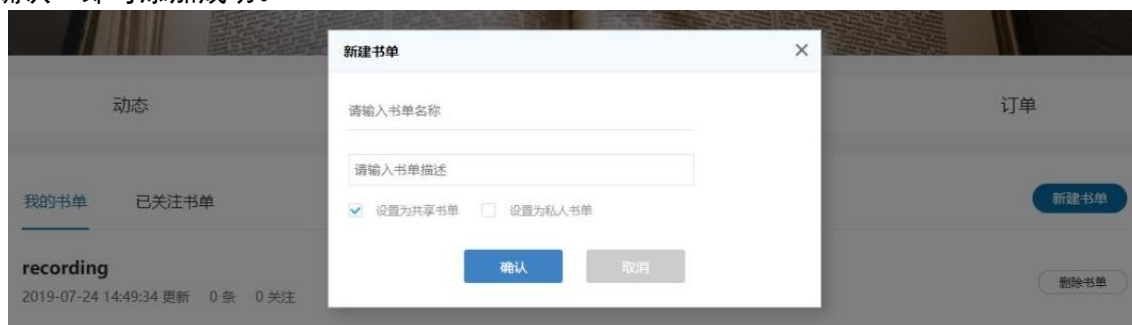 新建书单
动态
订单
请输入书单名称
请输入书单描述
我的书单 已关注书单
新建书单
设置为共享书单 设置为私人书单
确认 取消
recording
2019-07-24 14:49:34 更新 0 条 0 关注
删除书单